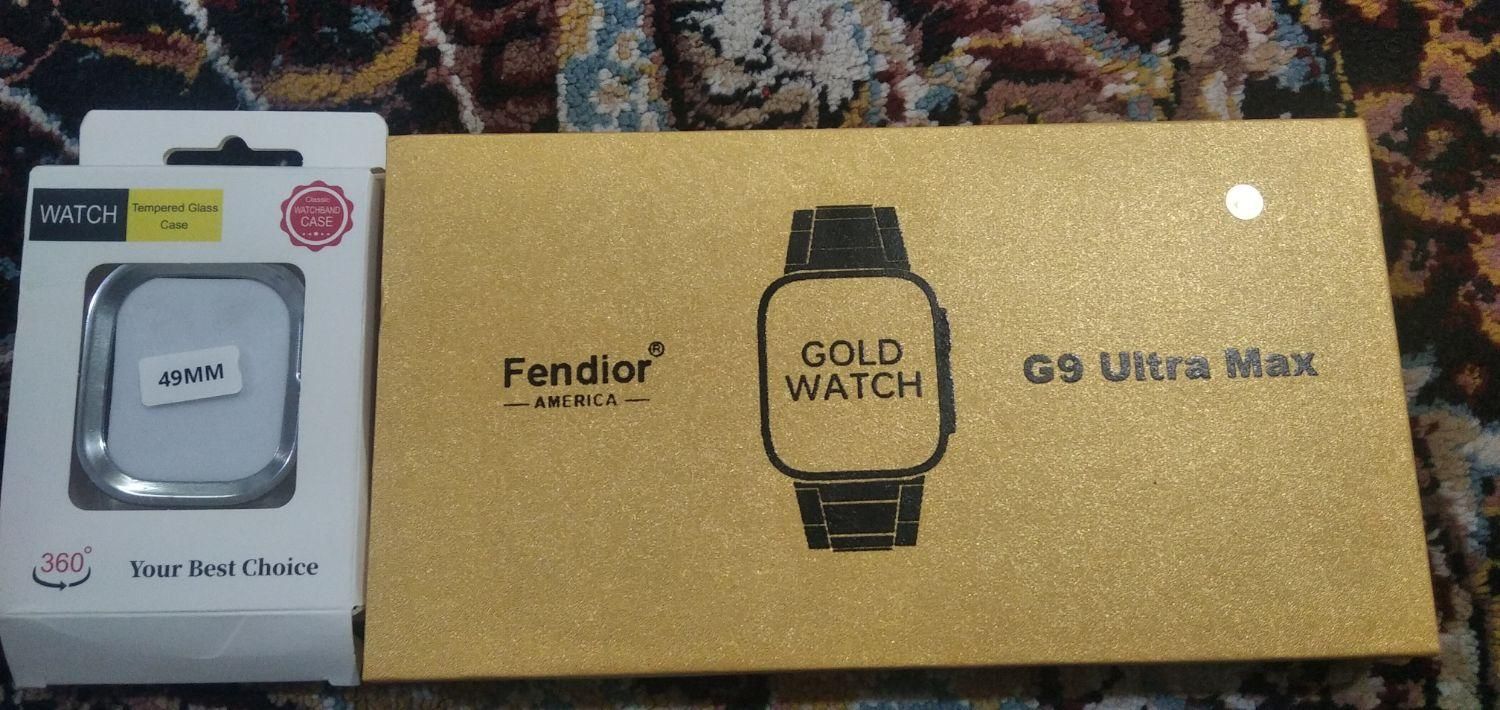 WATCH
Tempered Glass
Case
Classic
WATCHBAND
CASE
49MM
360°
Your Best Choice
Fendior®
AMERICA
GOLD
WATCH
G9 Ultra Max